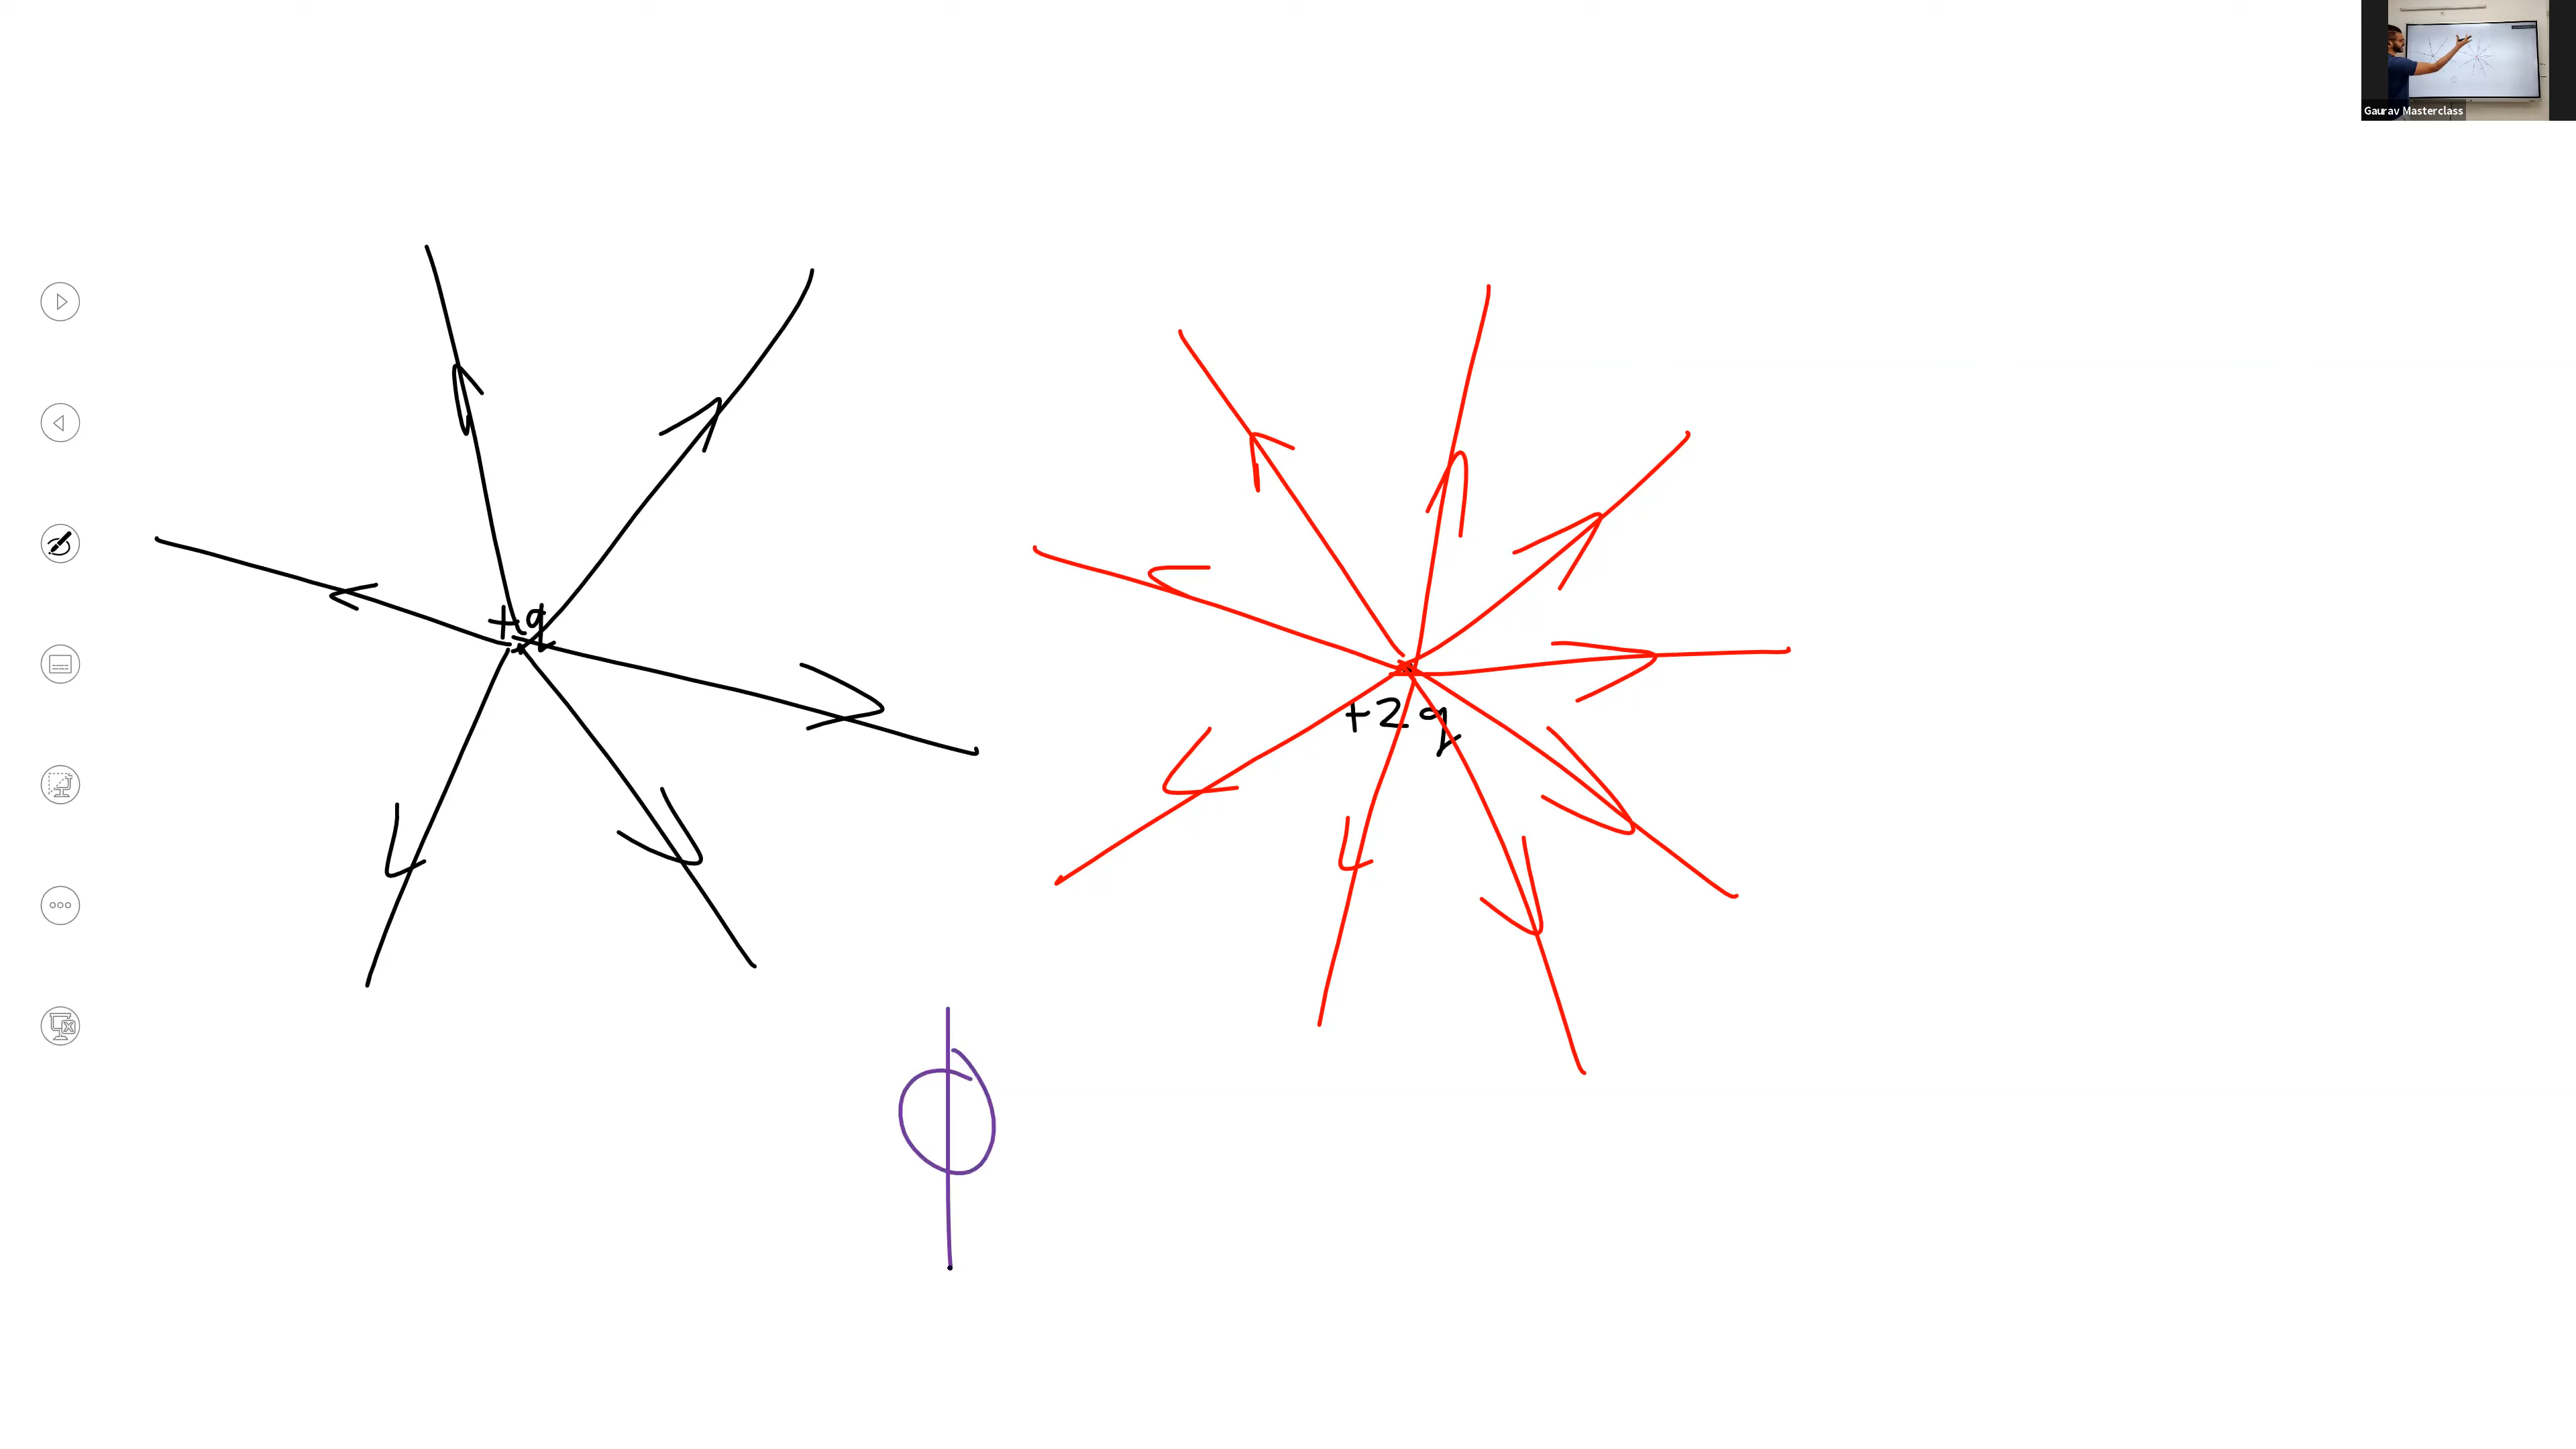 Gaurav Masterclass
+q
+2q
ϕ